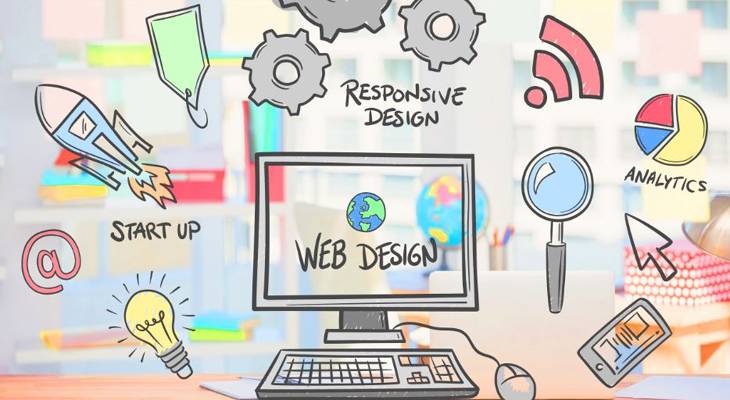 RESPONSIVE
DESIGN
ANALYTICS
START UP
WEB DESIGN
@